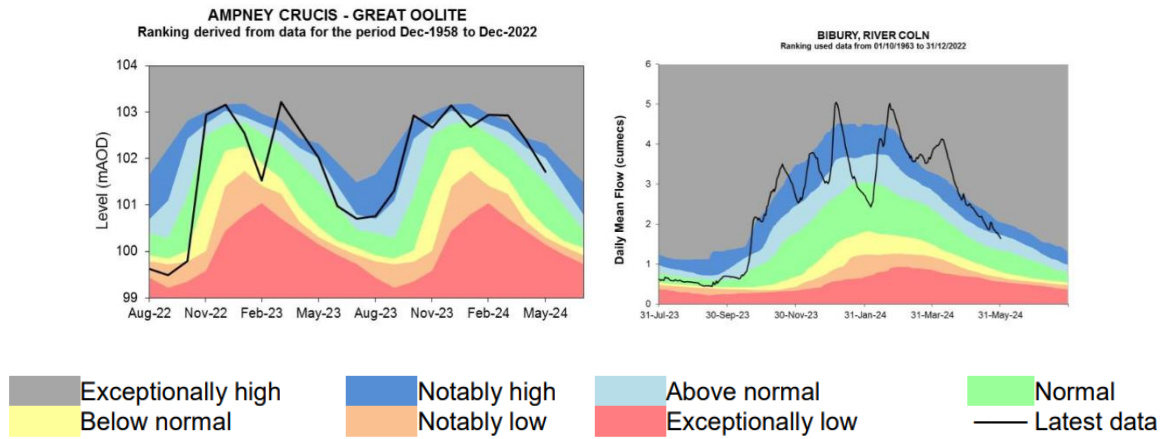 AMPNEY CRUCIS - GREAT OOLITE
Ranking derived from data for the period Dec-1958 to Dec-2022
Level (mAOD)
104
103
102
101
100
99
Aug-22 Nov-22 Feb-23 May-23 Aug-23 Nov-23 Feb-24 May-24
BIBURY, RIVER COLN
Ranking used data from 01/10/1963 to 31/12/2022
Daily Mean Flow (cumecs)
6
5
4
3
2
1
0
31-Jul-23 30-Sep-23 30-Nov-23 31-Jan-24 31-Mar-24 31-May-24
Exceptionally high Notably high Above normal Normal
Below normal Notably low Exceptionally low Latest data